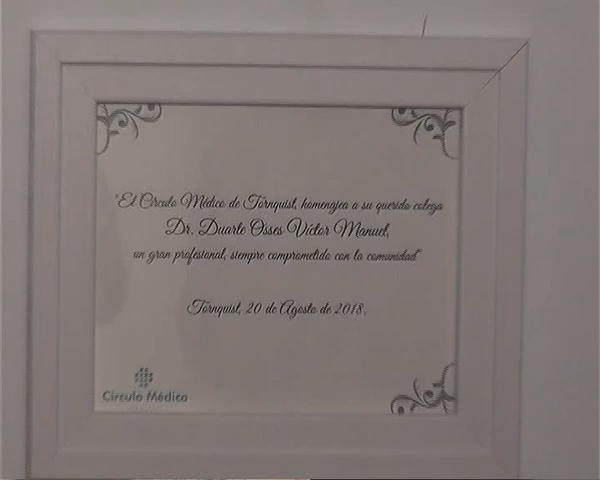 "El Círculo Médico de Tornquist, homenajea a su querido colega
Dr. Duarte Osses Víctor Manuel,
un gran profesional, siempre comprometido con la comunidad"
Tornquist, 20 de Agosto de 2018.
Círculo Médico